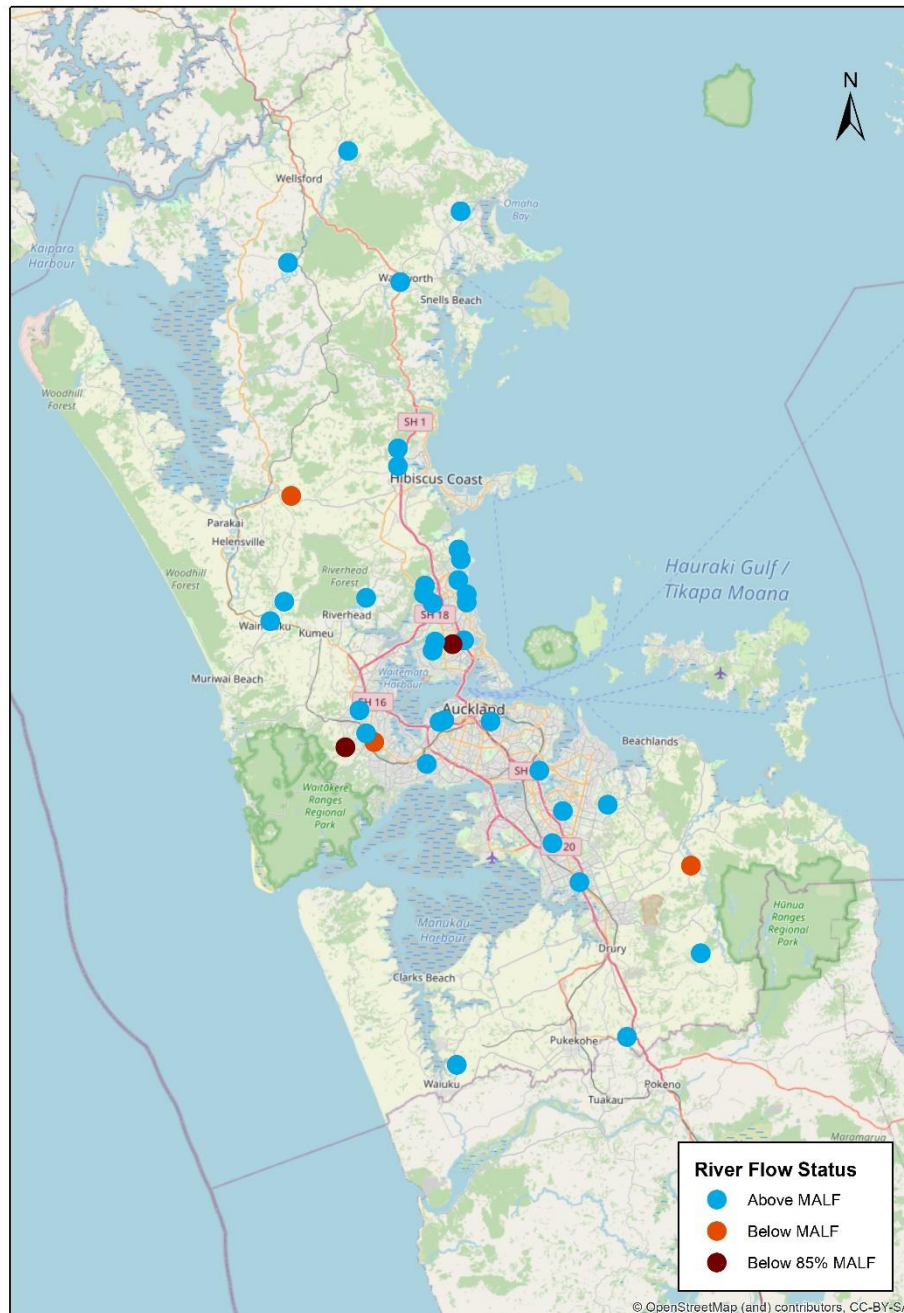 N
Wellsford
Omaha
Bay
Kaipara
Harbour
Snells Beach
Woodhill
Forest
SH 1
Hibiscus Coast
Parakai
Helensville
Hauraki Gulf /
Tīkapa Moana
Riverhead
Forest
Woodhill
Forest
Riverhead
SH 18
Kumeu
Muriwai Beach
Waitematā
Harbour
SH 16
Auckland
Beachlands
SH
Waitākere
Ranges
Regional
Park
20
Hūnua
Ranges
Regional
Park
Manukau
Harbour
Drury
Clarks Beach
Pukekohe
Waiuku
Pokeno
Tuakau
Maramarua
River Flow Status
Above MALF
Below MALF
Below 85% MALF
© OpenStreetMap (and) contributors, CC-BY-SA